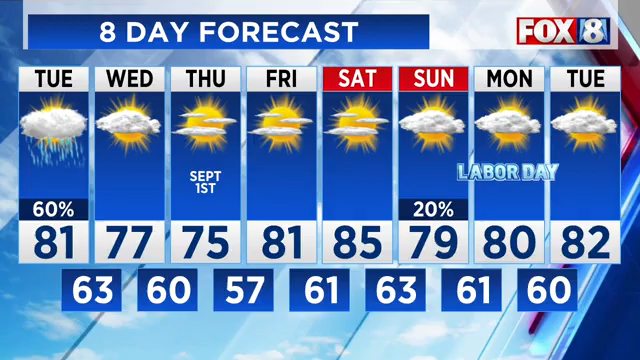 8 DAY FORECAST
FOX 8
TUE WED THU FRI SAT SUN MON TUE
SEPT
1ST
LABOR DAY
60% 20%
81 77 75 81 85 79 80 82
63 60 57 61 63 61 60